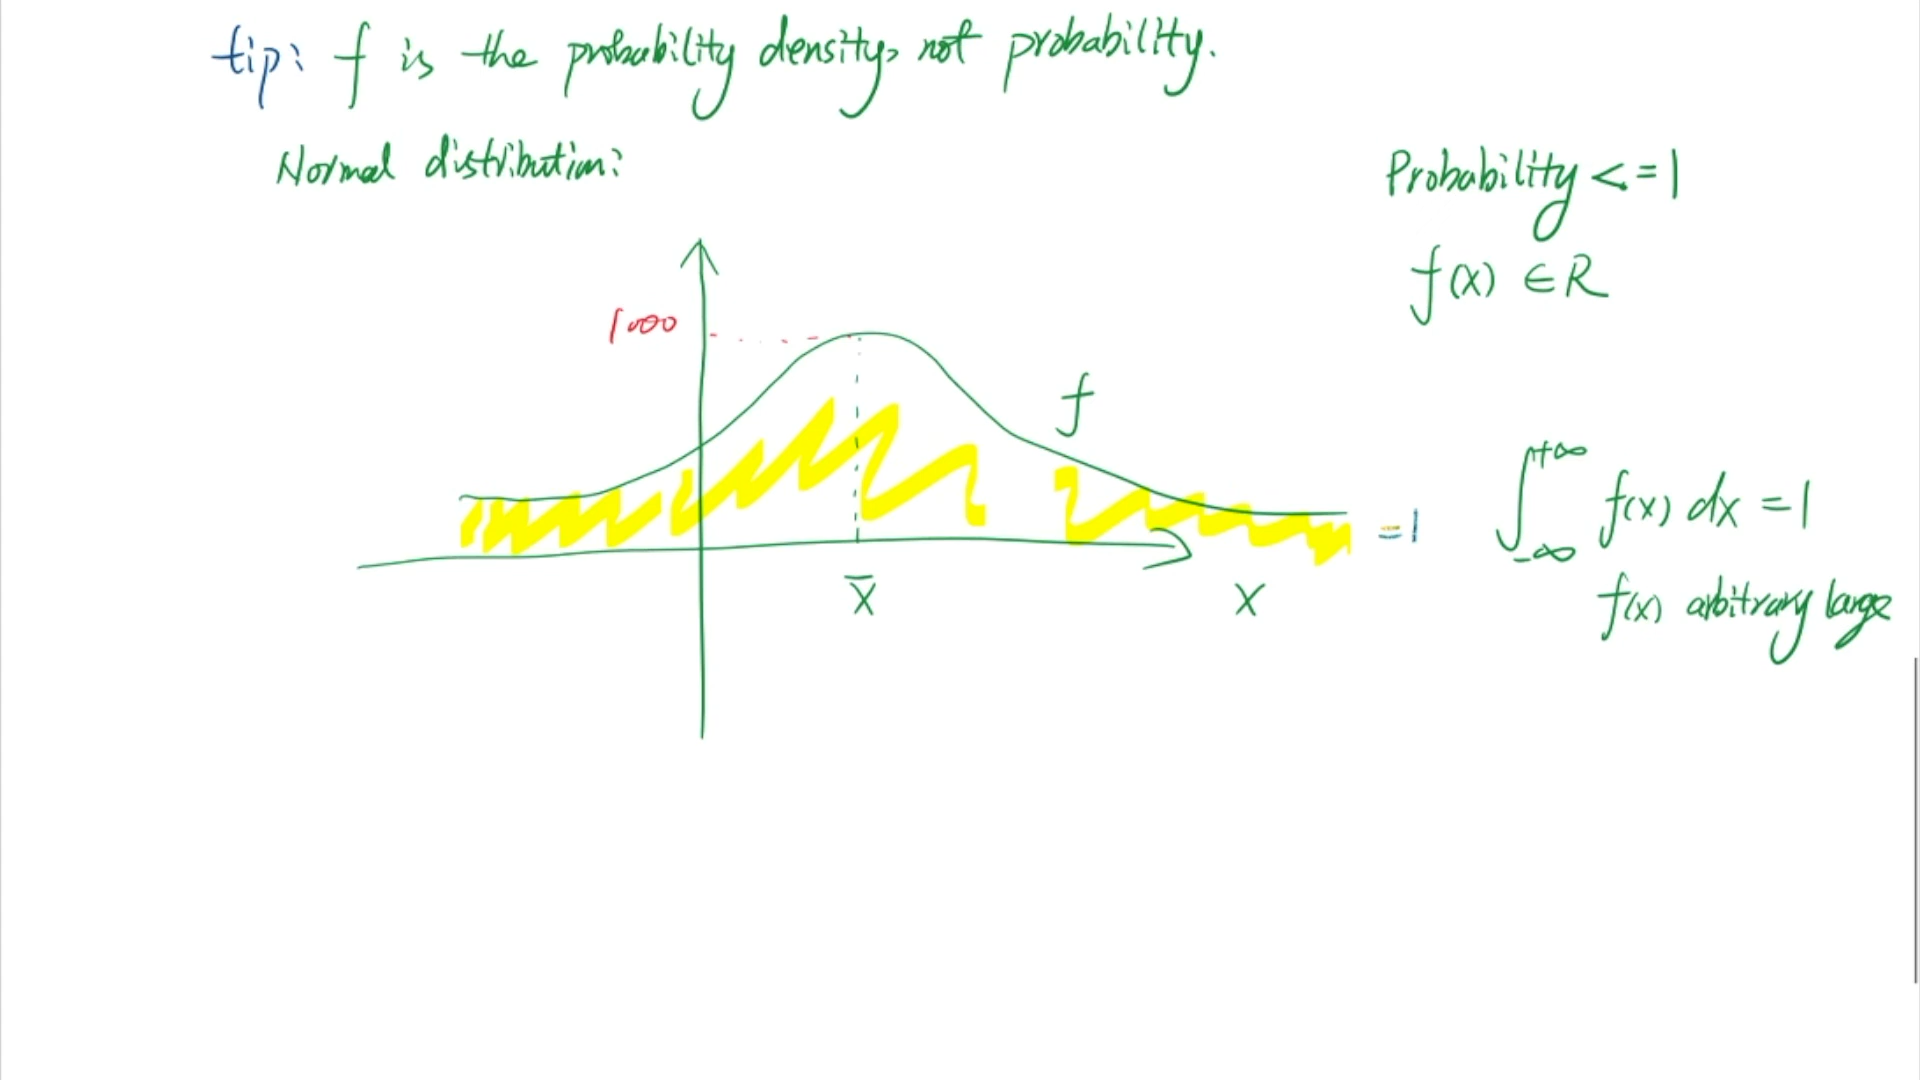 tip: f is the probability density, not probability.
Normal distribution:
Probability <= 1
f(x) ∈ R
1000
f
∫_{-∞}^{+∞} f(x) dx = 1
= 1
x̄
x
f(x) arbitrary large